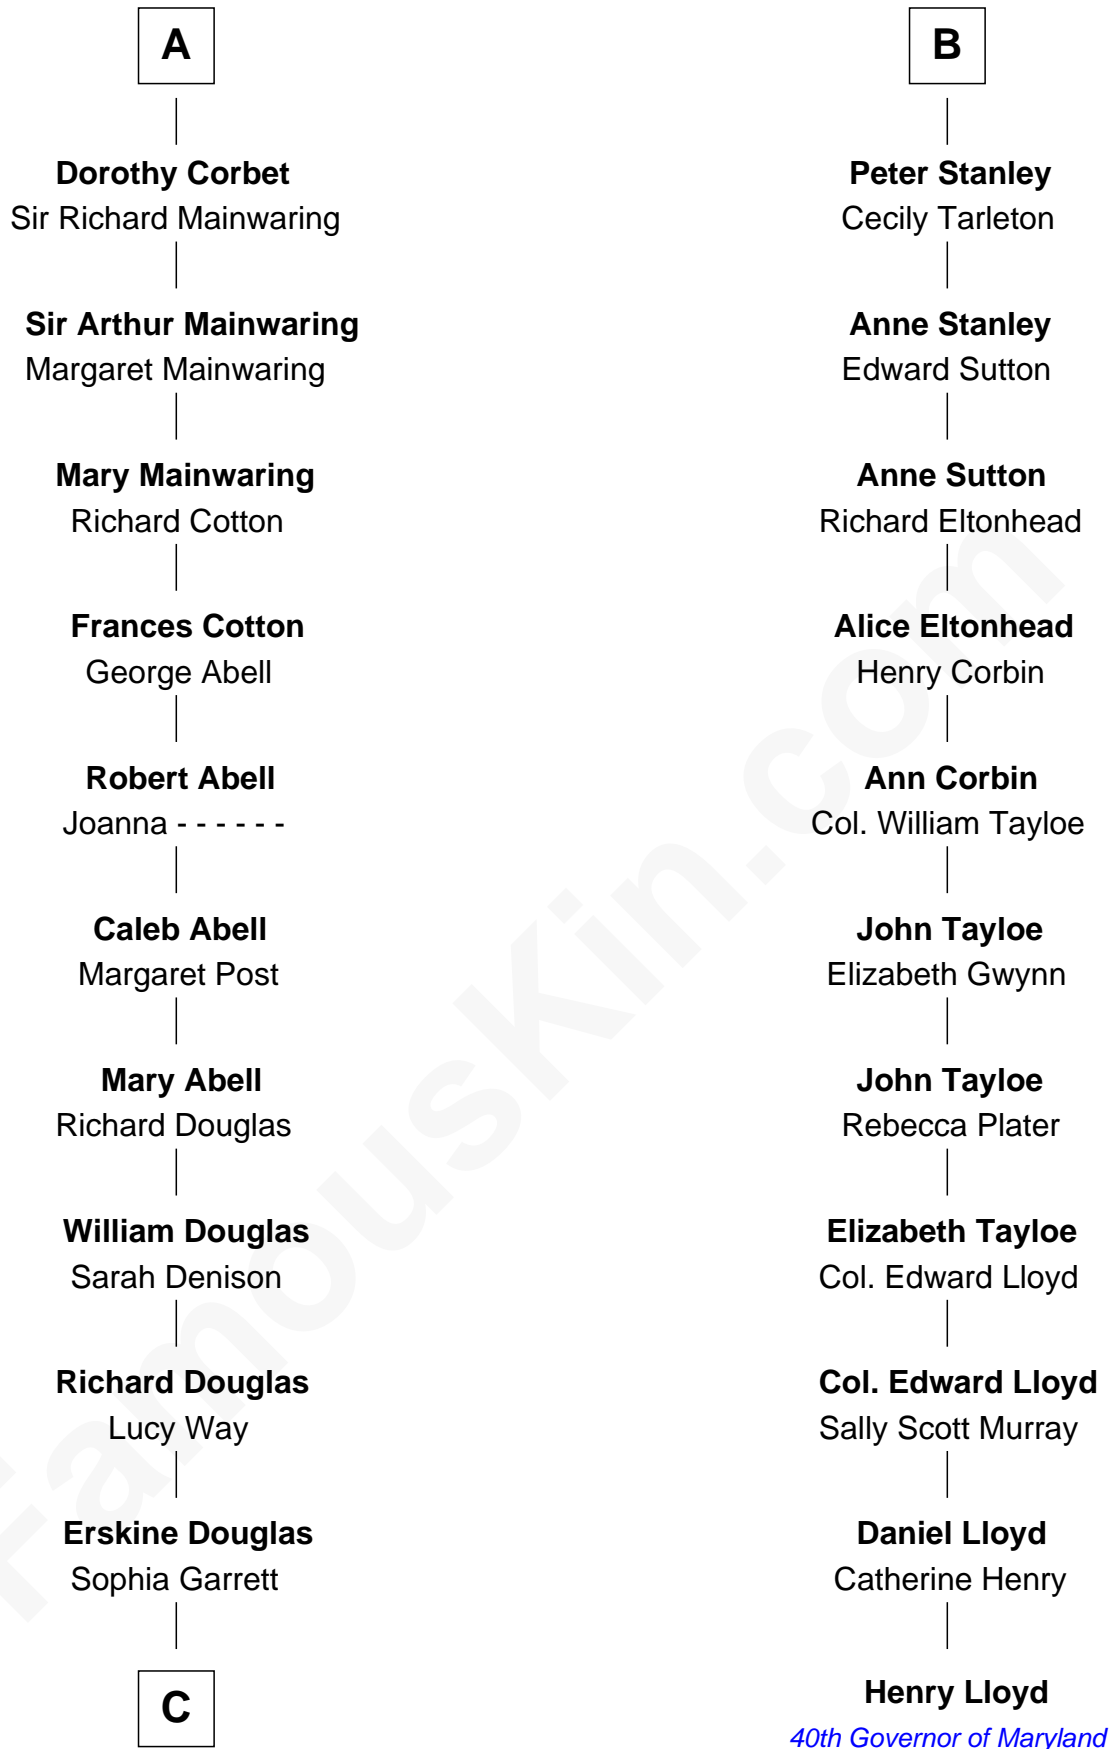 A
Dorothy Corbet
Sir Richard Mainwaring
Sir Arthur Mainwaring
Margaret Mainwaring
Mary Mainwaring
Richard Cotton
Frances Cotton
George Abell
Robert Abell
Joanna - - - - - -
Caleb Abell
Margaret Post
Mary Abell
Richard Douglas
William Douglas
Sarah Denison
Richard Douglas
Lucy Way
Erskine Douglas
Sophia Garrett
C
B
Peter Stanley
Cecily Tarleton
Anne Stanley
Edward Sutton
Anne Sutton
Richard Eltonhead
Alice Eltonhead
Henry Corbin
Ann Corbin
Col. William Tayloe
John Tayloe
Elizabeth Gwynn
John Tayloe
Rebecca Plater
Elizabeth Tayloe
Col. Edward Lloyd
Col. Edward Lloyd
Sally Scott Murray
Daniel Lloyd
Catherine Henry
Henry Lloyd
40th Governor of Maryland
FamousKin.com